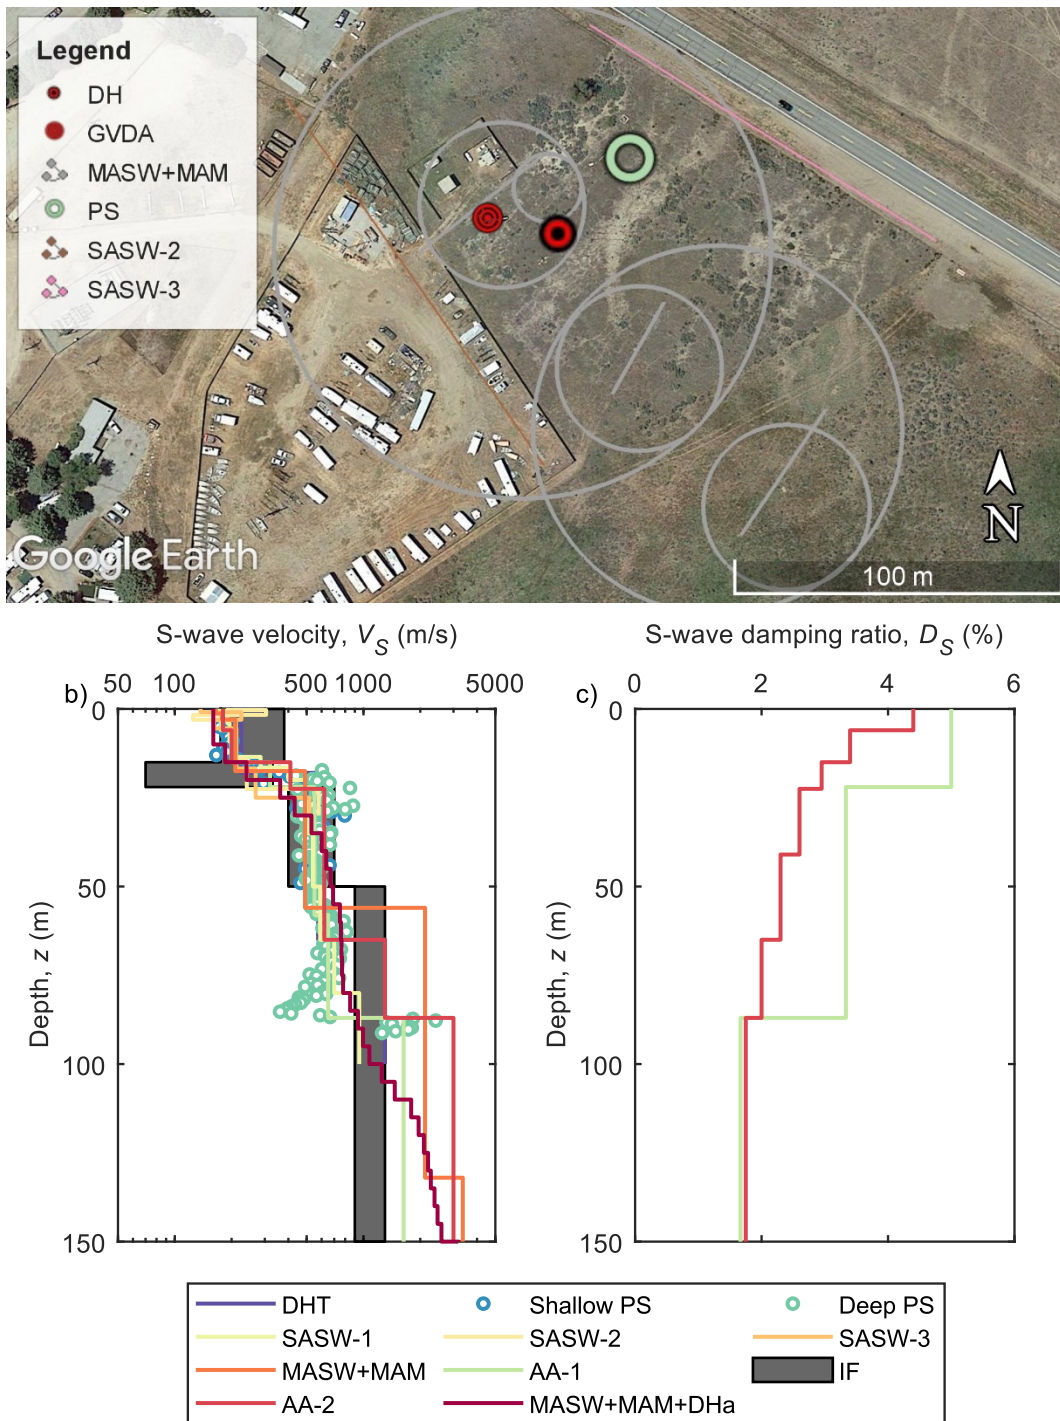 Legend
DH
GVDA
MASW+MAM
PS
SASW-2
SASW-3
N
Google Earth
100 m
S-wave velocity, V_S (m/s)
S-wave damping ratio, D_S (%)
b)
50 100 500 1000 5000
c)
0 2 4 6
0
50
100
150
Depth, z (m)
0
50
100
150
Depth, z (m)
DHT Shallow PS Deep PS
SASW-1 SASW-2 SASW-3
MASW+MAM AA-1 IF
AA-2 MASW+MAM+DHa